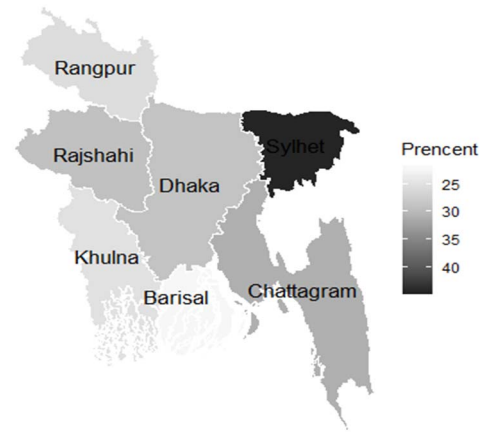 Rangpur
Rajshahi
Sylhet
Dhaka
Khulna
Barisal
Chattagram
Prencent
25
30
35
40